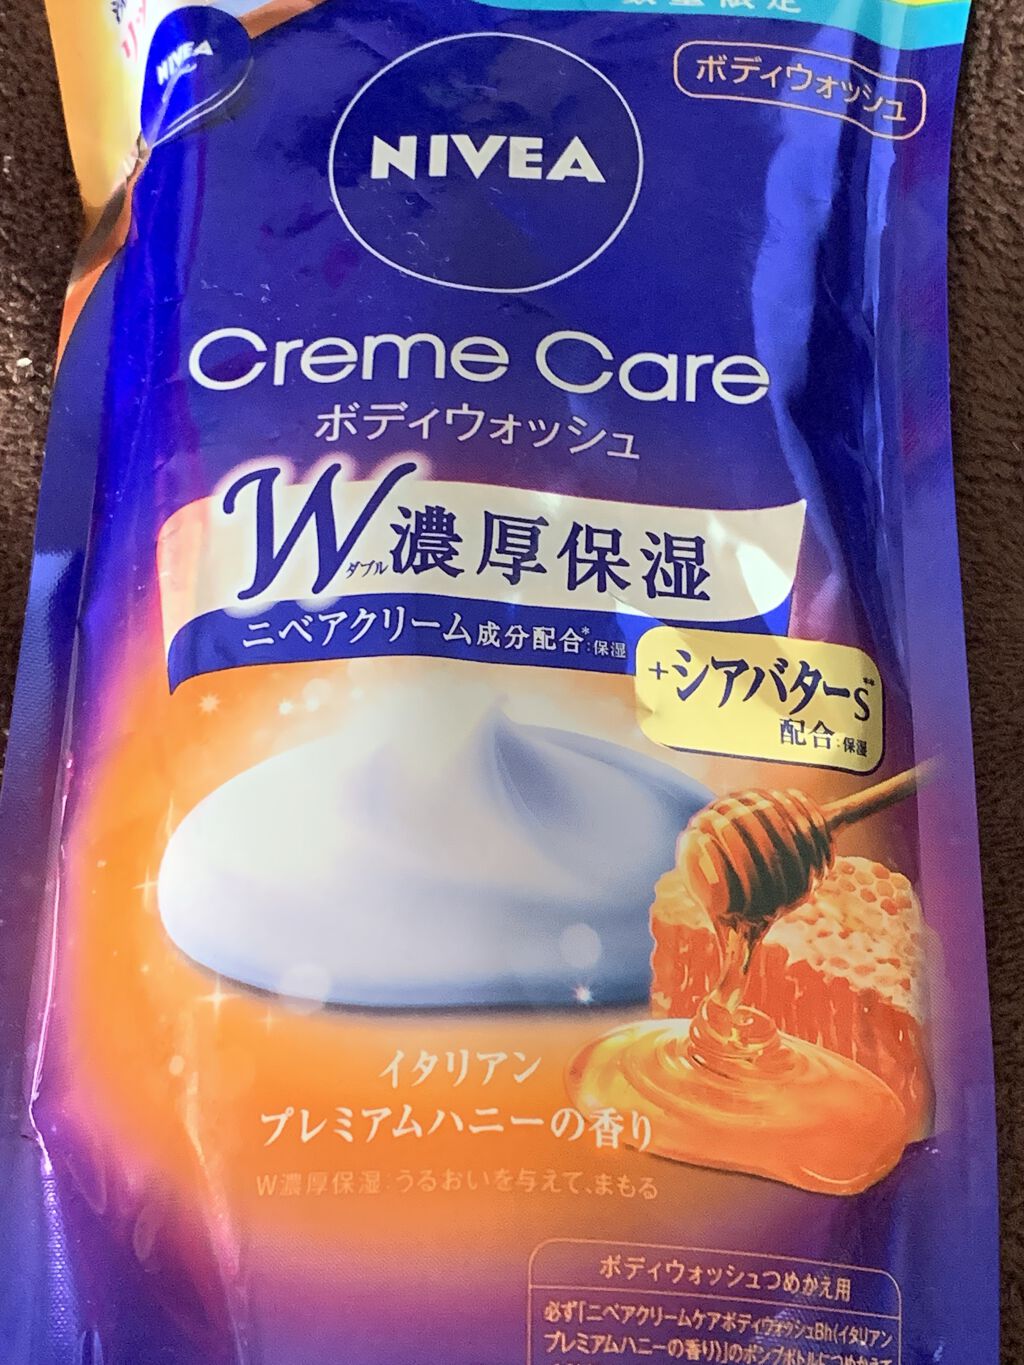 数量限定
NIVEA
ボディウォッシュ
NIVEA
Creme Care
ボディウォッシュ
W濃厚保湿
ダブル
ニベアクリーム成分配合*:保湿
+シアバターS**
配合:保湿
イタリアン
プレミアムハニーの香り
W濃厚保湿:うるおいを与えて、まもる
ボディウォッシュつめかえ用
必ず「ニベアクリームケアボディウォッシュBh(イタリアン
プレミアムハニーの香り)」のポンプボトルにつめかえて